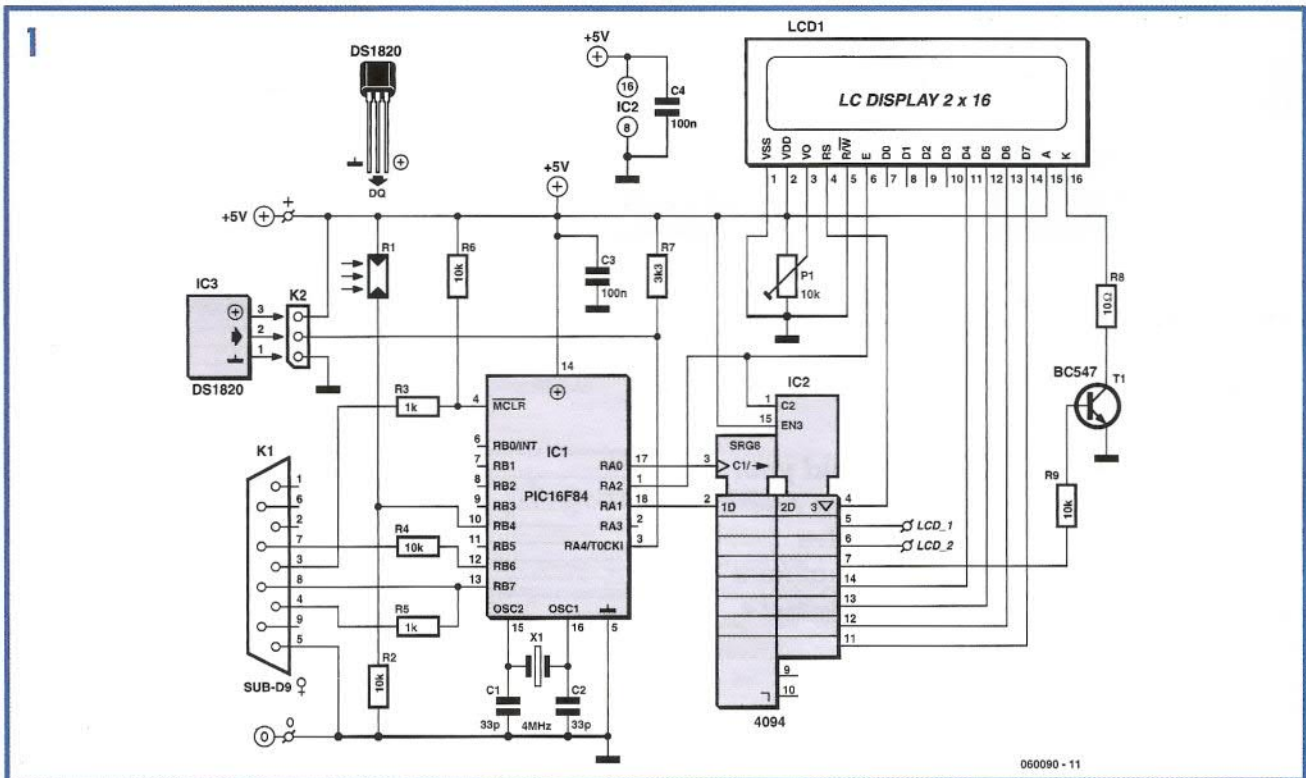 1
DS1820
DQ
+5V
16
IC2
8
C4
100n
LCD1
LC DISPLAY 2 x 16
VSS VDD VO RS R/W E D0 D1 D2 D3 D4 D5 D6 D7 A K
1 2 3 4 5 6 7 8 9 10 11 12 13 14 15 16
+5V
+5V
+
R1
R6
10k
C3
100n
R7
3k3
P1
10k
R8
10Ω
IC3
3
2
1
DS1820
K2
BC547
T1
R9
10k
R3
1k
14
4 MCLR
6 RB0/INT
7 RB1
8 RB2
9 RB3
10 RB4
11 RB5
12 RB6
13 RB7
IC1
PIC16F84
RA0 17
RA2 1
RA1 18
RA3 2
RA4/T0CKI 3
OSC2 OSC1
15 16 5
IC2
1 C2
15 EN3
SRG8
3 C1/
2 1D 2D 3 4
5 LCD_1
6 LCD_2
7
14
13
12
11
9
10
4094
K1
1
6
2
7
3
8
4
9
5
SUB-D9
R4
10k
R5
1k
R2
10k
X1
C1
33p
4MHz
C2
33p
0
0
060090 - 11